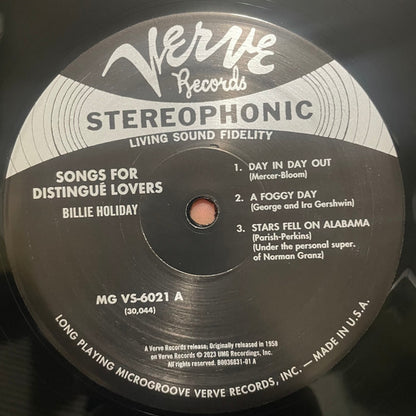 Verve
Records
STEREOPHONIC
LIVING SOUND FIDELITY
SONGS FOR
DISTINGUÉ LOVERS
BILLIE HOLIDAY
1. DAY IN DAY OUT
(Mercer-Bloom)
2. A FOGGY DAY
(George and Ira Gershwin)
3. STARS FELL ON ALABAMA
(Parish-Perkins)
(Under the personal super.
of Norman Granz)
MG VS-6021 A
(30,044)
A Verve Records release; Originally released in 1958
on Verve Records Ⓟ 2023 UMG Recordings, Inc.
All rights reserved. B0036831-01 A
LONG PLAYING MICROGROOVE VERVE RECORDS, INC. — MADE IN U.S.A.